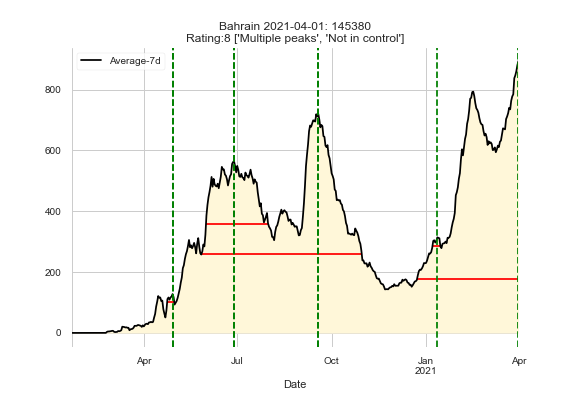 Bahrain 2021-04-01: 145380
Rating:8 ['Multiple peaks', 'Not in control']
Average-7d
800
600
400
200
0
Apr
Jul
Oct
Jan
2021
Apr
Date